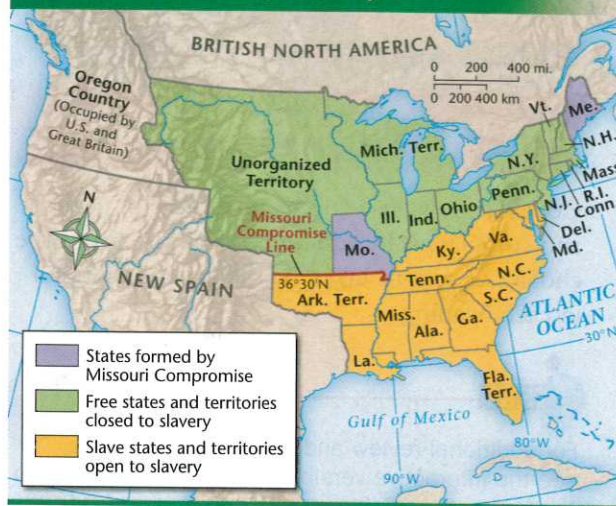 BRITISH NORTH AMERICA
0 200 400 mi.
0 200 400 km
Oregon
Country
(Occupied by
U.S. and
Great Britain)
Vt.
Me.
N.H.
Mass.
R.I.
Conn.
N.J.
Del.
Md.
Mich. Terr.
N.Y.
Penn.
Unorganized
Territory
Ill.
Ind.
Ohio
N
Missouri
Compromise
Line
Mo.
Ky.
Va.
36°30'N
NEW SPAIN
Ark. Terr.
Tenn.
N.C.
S.C.
Miss.
Ala.
Ga.
La.
Fla.
Terr.
ATLANTIC
OCEAN
30°N
Gulf of Mexico
80°W
90°W
States formed by
Missouri Compromise
Free states and territories
closed to slavery
Slave states and territories
open to slavery